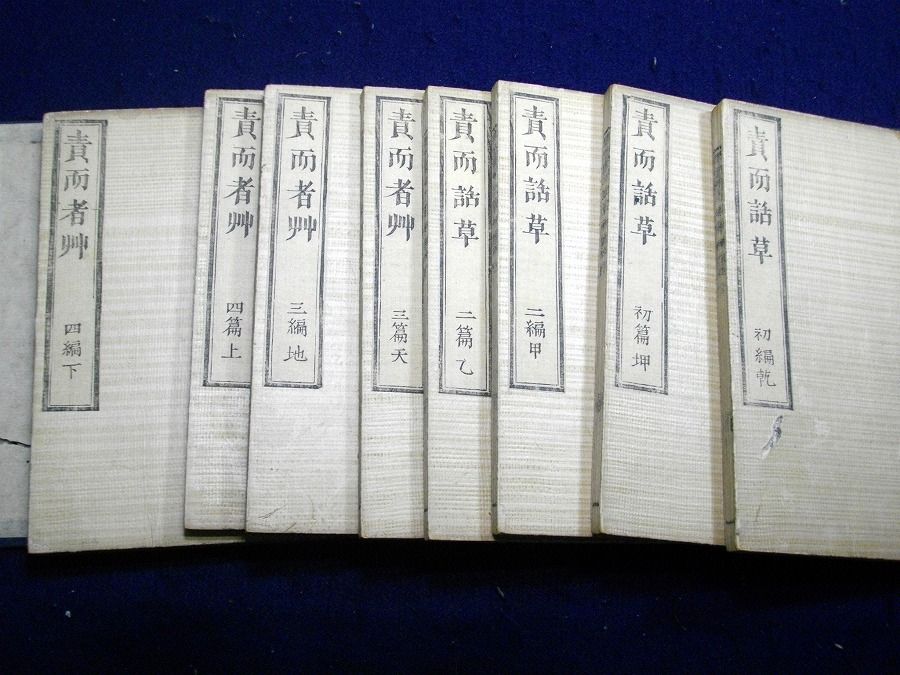 責而話草 初編乾
責而話草 初篇坤
責而話草 二編甲
責而話草 二篇乙
責而者艸 三篇天
責而者艸 三編地
責而者艸 四篇上
責而者艸 四編下